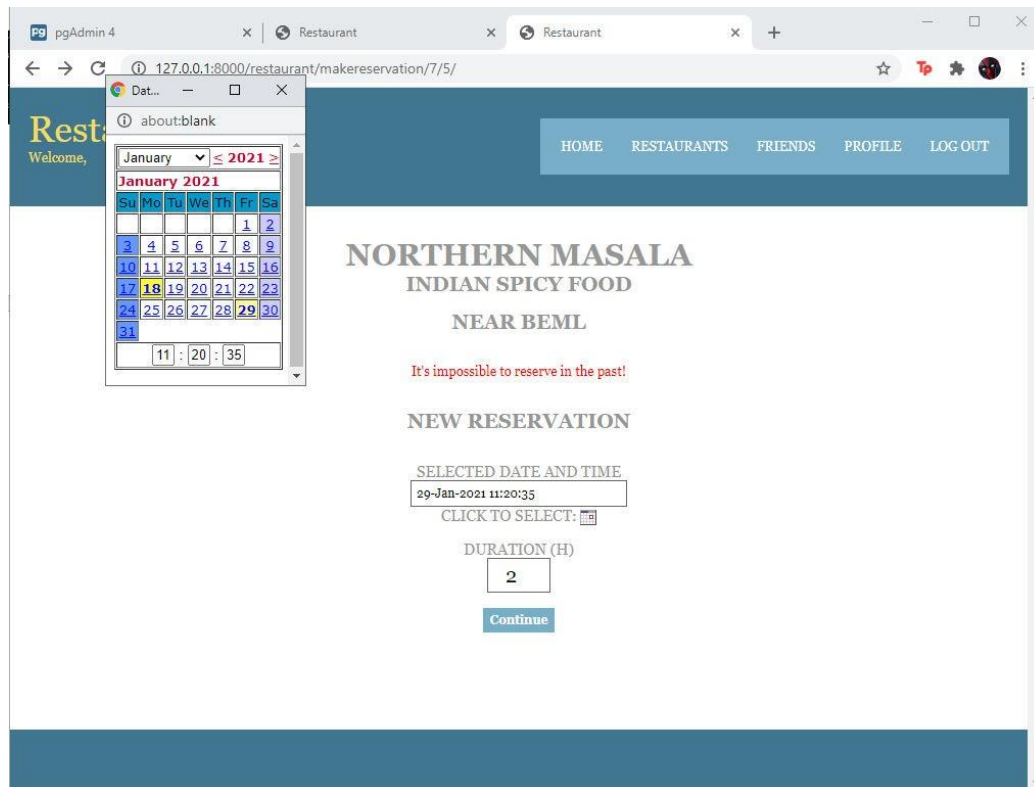 Pg pgAdmin 4
Restaurant
Restaurant
127.0.0.1:8000/restaurant/makereservation/7/5/
Tp
Dat...
about:blank
Welcome,
HOME RESTAURANTS FRIENDS PROFILE LOG OUT
January < 2021 >
January 2021
Su Mo Tu We Th Fr Sa
1 2
3 4 5 6 7 8 9
10 11 12 13 14 15 16
17 18 19 20 21 22 23
24 25 26 27 28 29 30
31
11 : 20 : 35
NORTHERN MASALA
INDIAN SPICY FOOD
NEAR BEML
It's impossible to reserve in the past!
NEW RESERVATION
SELECTED DATE AND TIME
29-Jan-2021 11:20:35
CLICK TO SELECT:
DURATION (H)
2
Continue